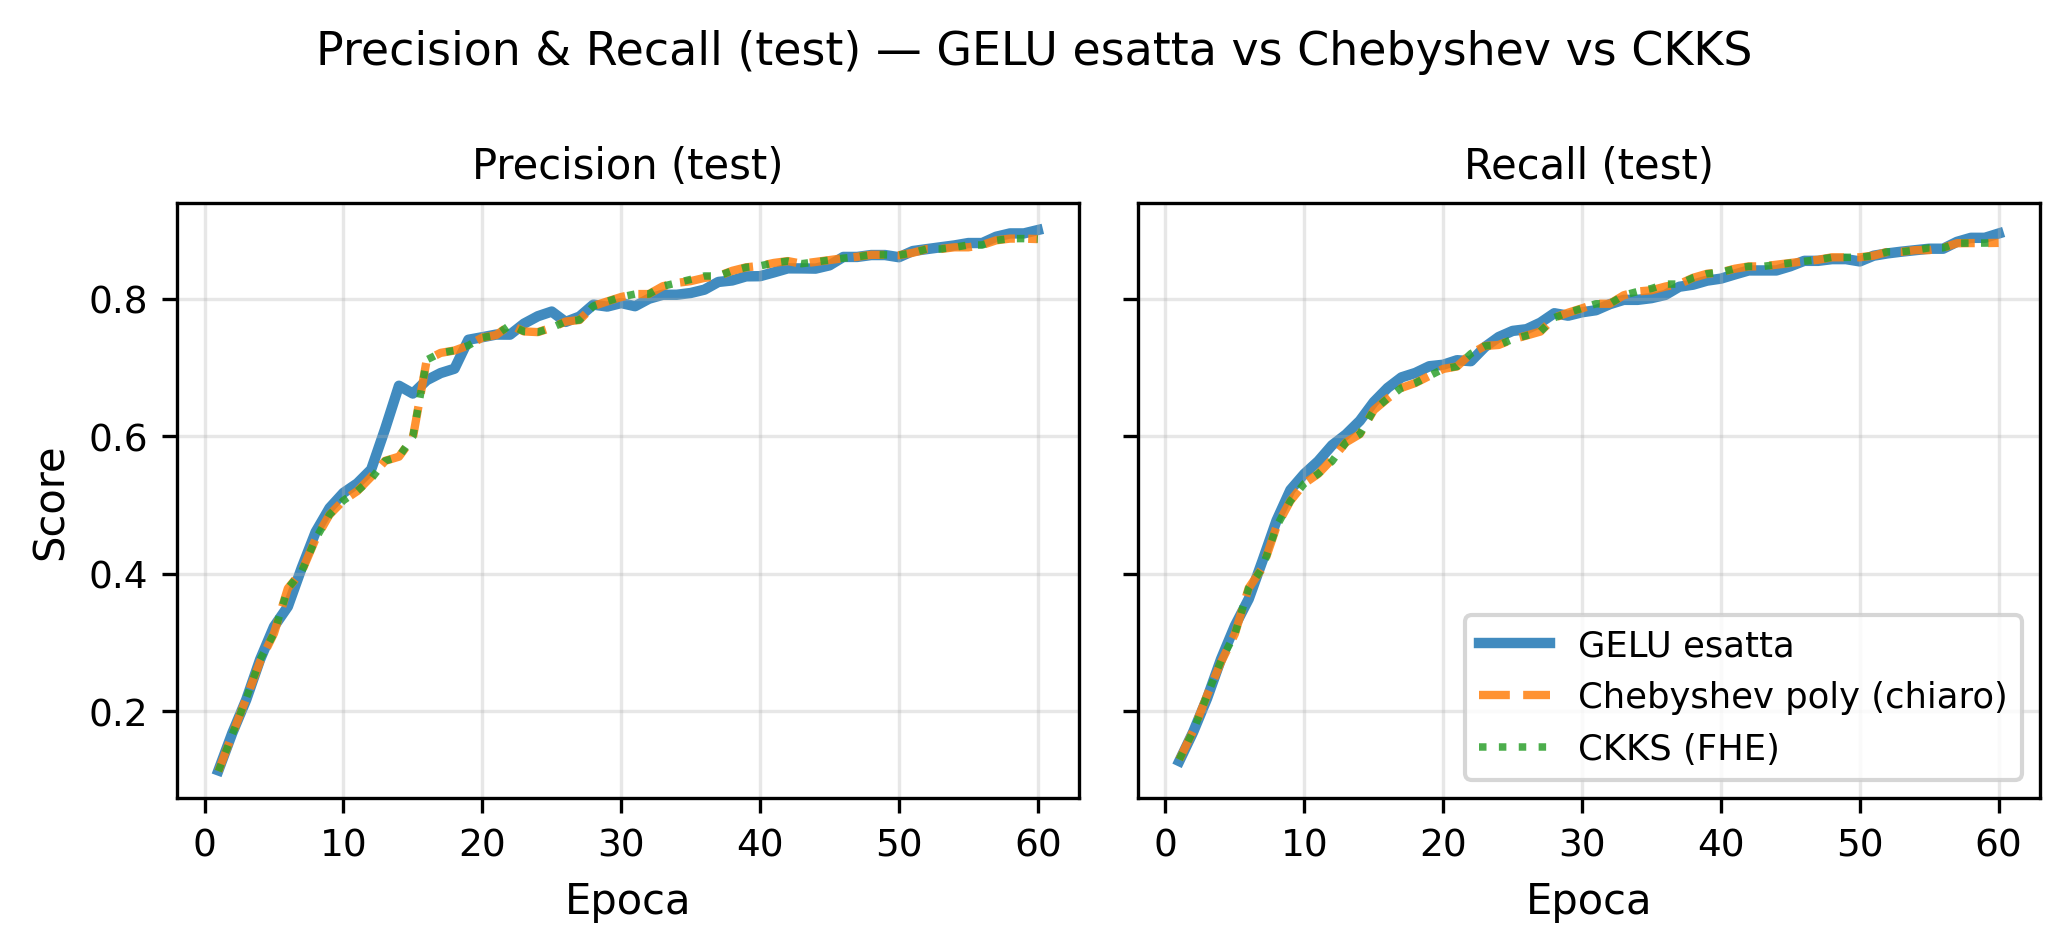 Precision & Recall (test) — GELU esatta vs Chebyshev vs CKKS
Precision (test)
Score
0.8
0.6
0.4
0.2
0 10 20 30 40 50 60
Epoca
Recall (test)
GELU esatta
Chebyshev poly (chiaro)
CKKS (FHE)
0 10 20 30 40 50 60
Epoca